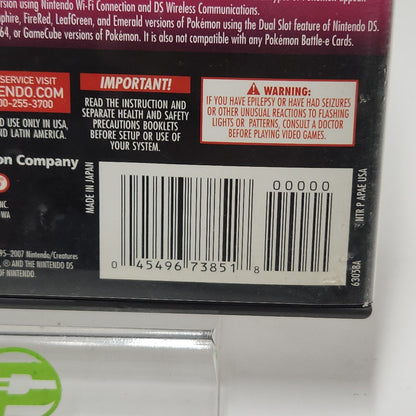 rsion using Nintendo Wi-Fi Connection and DS Wireless Communications.
phire, FireRed, LeafGreen, and Emerald versions of Pokémon using the Dual Slot feature of Nintendo DS.
64, or GameCube versions of Pokémon. It is also not compatible with any Pokémon Battle-e Cards.
SERVICE VISIT
NDO.COM
00-255-3700
D USE ONLY IN USA,
AND LATIN AMERICA.
on Company
INC.
WA
95-2007 Nintendo/Creatures
® AND THE NINTENDO DS
OF NINTENDO.
IMPORTANT!
READ THE INSTRUCTION AND
SEPARATE HEALTH AND SAFETY
PRECAUTIONS BOOKLETS
BEFORE SETUP OR USE OF
YOUR SYSTEM.
WARNING:
IF YOU HAVE EPILEPSY OR HAVE HAD SEIZURES
OR OTHER UNUSUAL REACTIONS TO FLASHING
LIGHTS OR PATTERNS, CONSULT A DOCTOR
BEFORE PLAYING VIDEO GAMES.
MADE IN JAPAN
00000
0 45496 73851 8
NTR P APAE USA
63058A